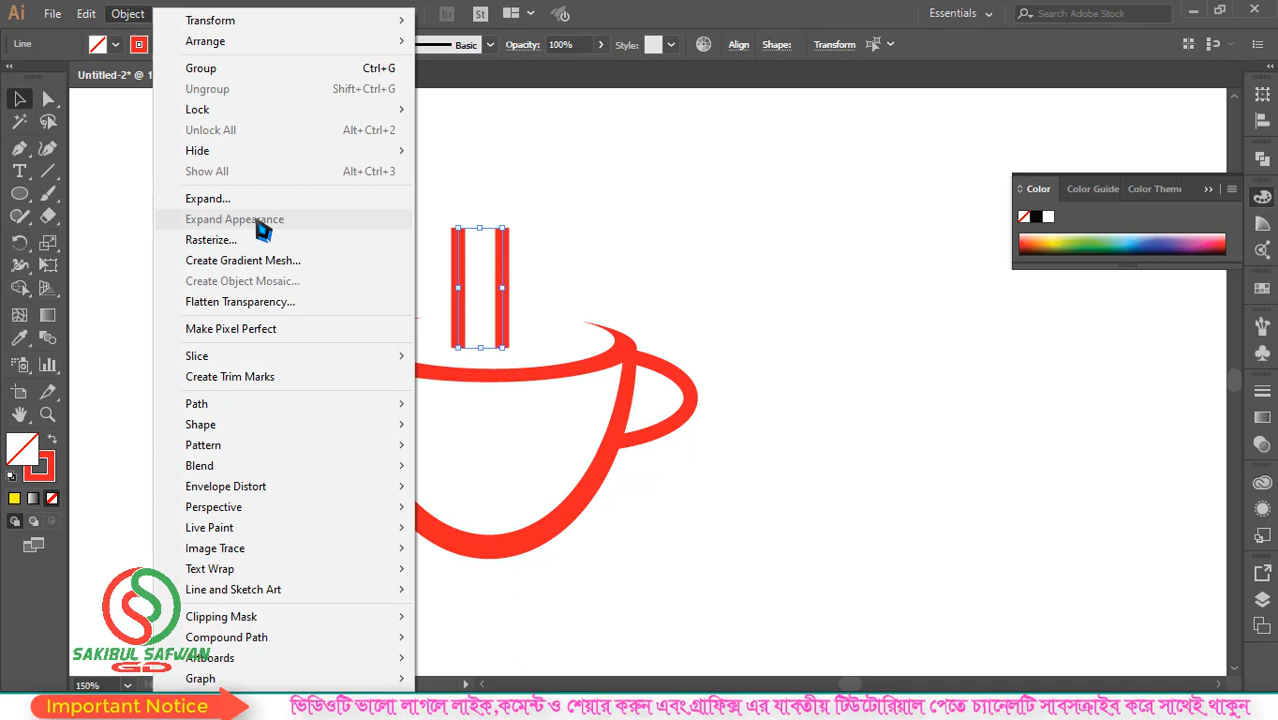 Ai File Edit Object Br St Essentials Search Adobe Stock
Line Basic Opacity: 100% Style: Align Shape: Transform
Untitled-2* @ 1
Transform
Arrange
Group Ctrl+G
Ungroup Shift+Ctrl+G
Lock
Unlock All Alt+Ctrl+2
Hide
Show All Alt+Ctrl+3
Expand...
Expand Appearance
Rasterize...
Create Gradient Mesh...
Create Object Mosaic...
Flatten Transparency...
Make Pixel Perfect
Slice
Create Trim Marks
Path
Shape
Pattern
Blend
Envelope Distort
Perspective
Live Paint
Image Trace
Text Wrap
Line and Sketch Art
Clipping Mask
Compound Path
Artboards
Graph
Color Color Guide Color Theme
SAKIBUL SAFWAN
GD
150%
Important Notice
ভিডিওটি ভালো লাগলে লাইক,কমেন্ট ও শেয়ার করুন এবং গ্রাফিক্স এর যাবতীয় টিউটোরিয়াল পেতে চ্যানেলটি সাবসক্রাইব করে সাথেই থাকুন